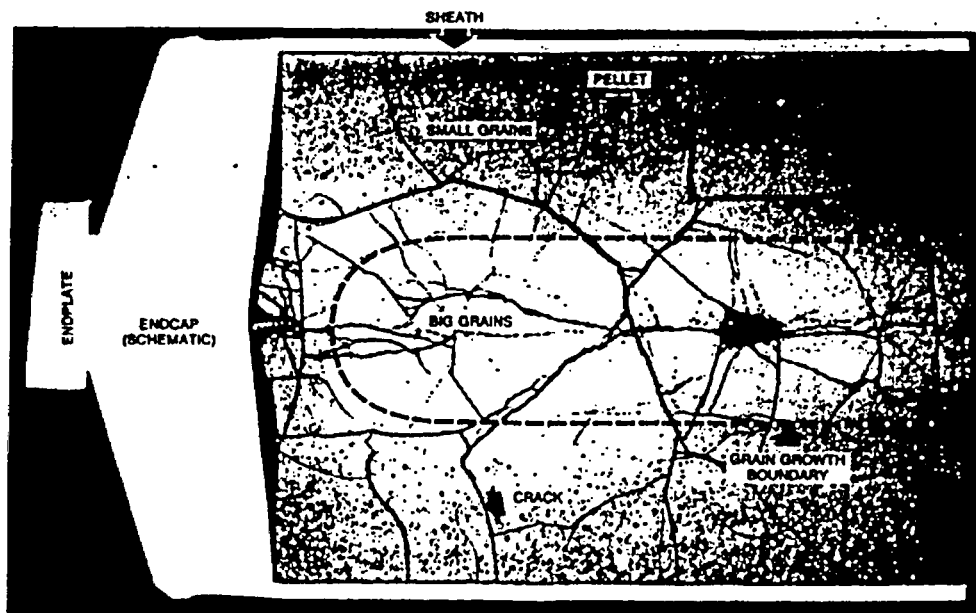 SHEATH
PELLET
SMALL GRAINS
ENDPLATE
ENDCAP
(SCHEMATIC)
BIG GRAINS
GRAIN GROWTH
BOUNDARY
CRACK